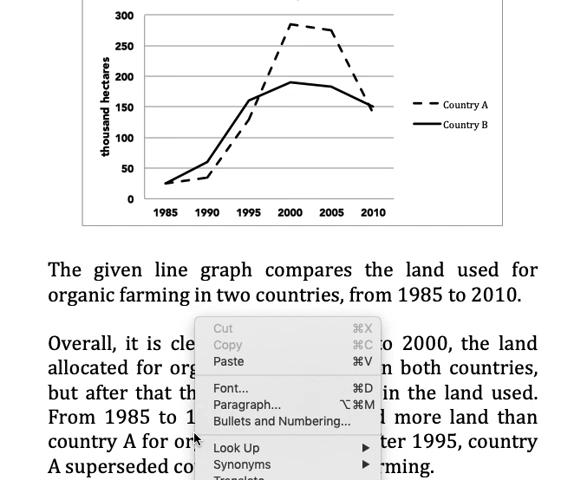 300
250
200
150
100
50
0
thousand hectares
1985 1990 1995 2000 2005 2010
Country A
Country B
The given line graph compares the land used for
organic farming in two countries, from 1985 to 2010.
Overall, it is cle to 2000, the land
allocated for org n both countries,
but after that th in the land used.
From 1985 to 1 more land than
country A for or ter 1995, country
A superseded co rming.
Cut ⌘X
Copy ⌘C
Paste ⌘V
Font... ⌘D
Paragraph... ⌥⌘M
Bullets and Numbering...
Look Up
Synonyms
Translate